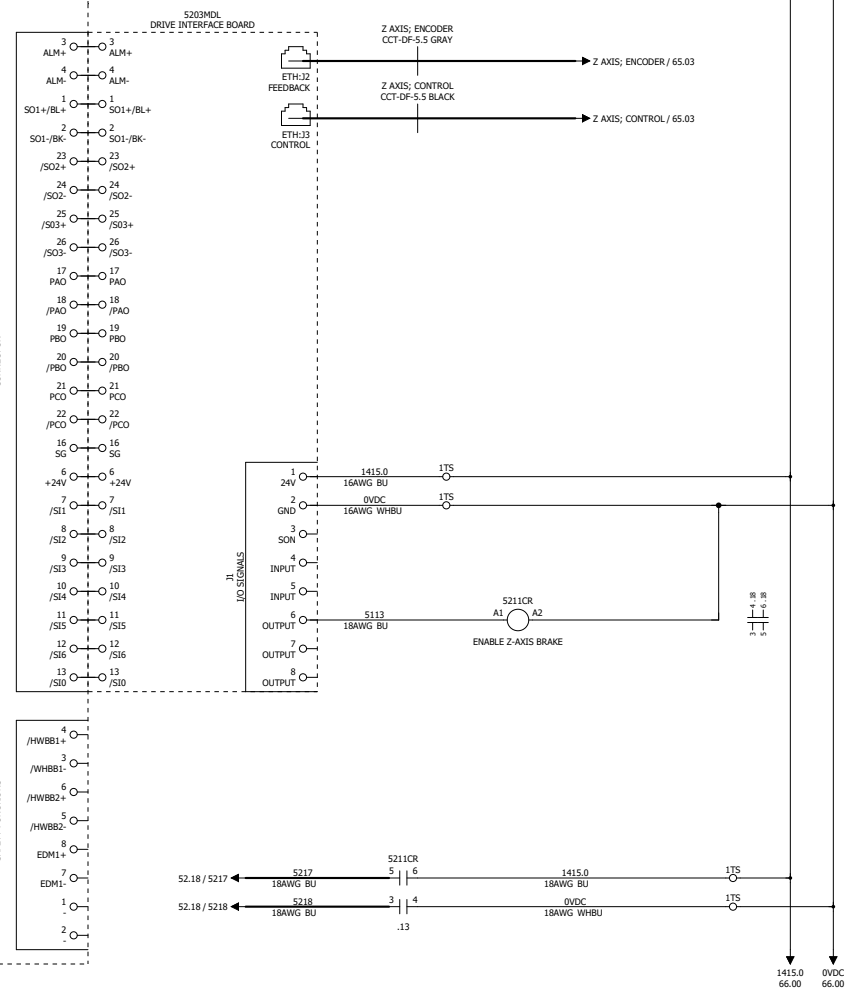 5203MDL
DRIVE INTERFACE BOARD
Z AXIS; ENCODER
CCT-DF-5.5 GRAY
Z AXIS; ENCODER / 65.03
ETH:J2
FEEDBACK
Z AXIS; CONTROL
CCT-DF-5.5 BLACK
Z AXIS; CONTROL / 65.03
ETH:J3
CONTROL
3 3
ALM+ ALM+
4 4
ALM- ALM-
1 1
SO1+/BL+ SO1+/BL+
2 2
SO1-/BK- SO1-/BK-
23 23
/SO2+ /SO2+
24 24
/SO2- /SO2-
25 25
/S03+ /S03+
26 26
/SO3- /SO3-
17 17
PAO PAO
18 18
/PAO /PAO
19 19
PBO PBO
20 20
/PBO /PBO
21 21
PCO PCO
22 22
/PCO /PCO
16 16
SG SG
6 6
+24V +24V
7 7
/SI1 /SI1
8 8
/SI2 /SI2
9 9
/SI3 /SI3
10 10
/SI4 /SI4
11 11
/SI5 /SI5
12 12
/SI6 /SI6
13 13
/SI0 /SI0
J1
I/O SIGNALS
1
24V
1415.0
16AWG BU
1TS
2
GND
0VDC
16AWG WHBU
1TS
3
SON
4
INPUT
5
INPUT
6
OUTPUT
5113
18AWG BU
5211CR
A1 A2
ENABLE Z-AXIS BRAKE
3 4 .18
5 6 .18
7
OUTPUT
8
OUTPUT
4
/HWBB1+
3
/WHBB1-
6
/HWBB2+
5
/HWBB2-
8
EDM1+
7
EDM1-
1
-
2
-
5211CR
52.18 / 5217
5217
18AWG BU
5 6
1415.0
18AWG BU
1TS
52.18 / 5218
5218
18AWG BU
3 4
.13
0VDC
18AWG WHBU
1TS
1415.0 0VDC
66.00 66.00